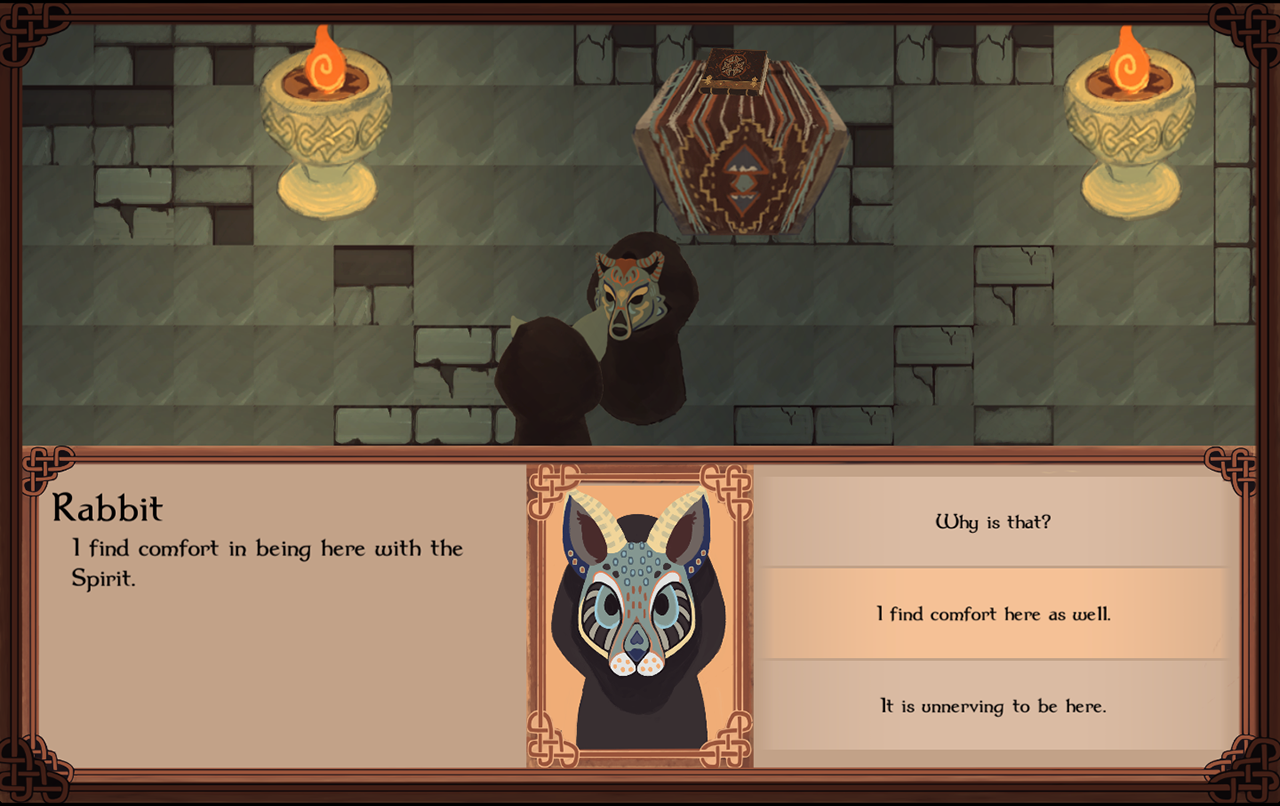 Rabbit
I find comfort in being here with the
Spirit.
Why is that?
I find comfort here as well.
It is unnerving to be here.